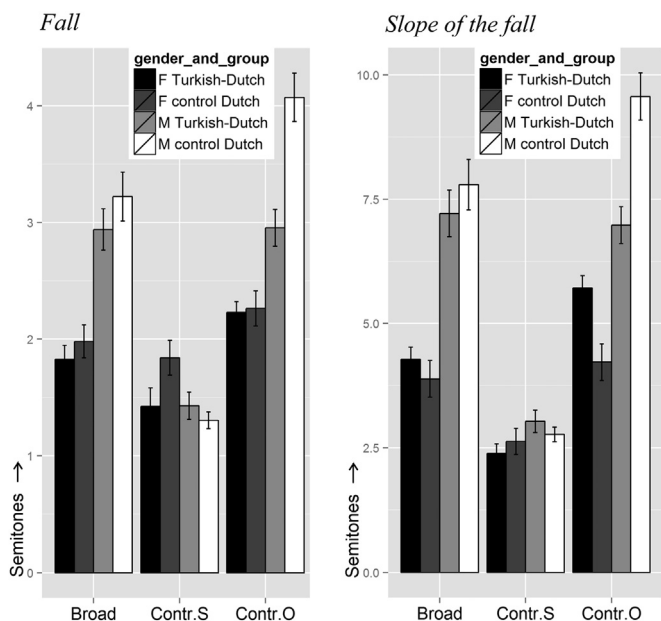 Fall
gender_and_group
F Turkish-Dutch
F control Dutch
M Turkish-Dutch
M control Dutch
4
3
2
1
0
Semitones →
Broad Contr.S Contr.O
Slope of the fall
gender_and_group
F Turkish-Dutch
F control Dutch
M Turkish-Dutch
M control Dutch
10.0
7.5
5.0
2.5
0.0
Semitones →
Broad Contr.S Contr.O